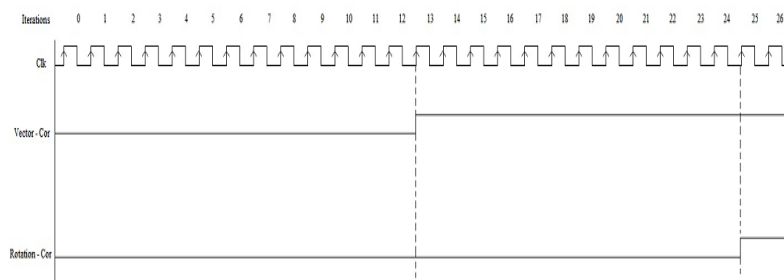 Iterations 0 1 2 3 4 5 6 7 8 9 10 11 12 13 14 15 16 17 18 19 20 21 22 23 24 25 26
Clk
Vector - Cor
Rotation - Cor